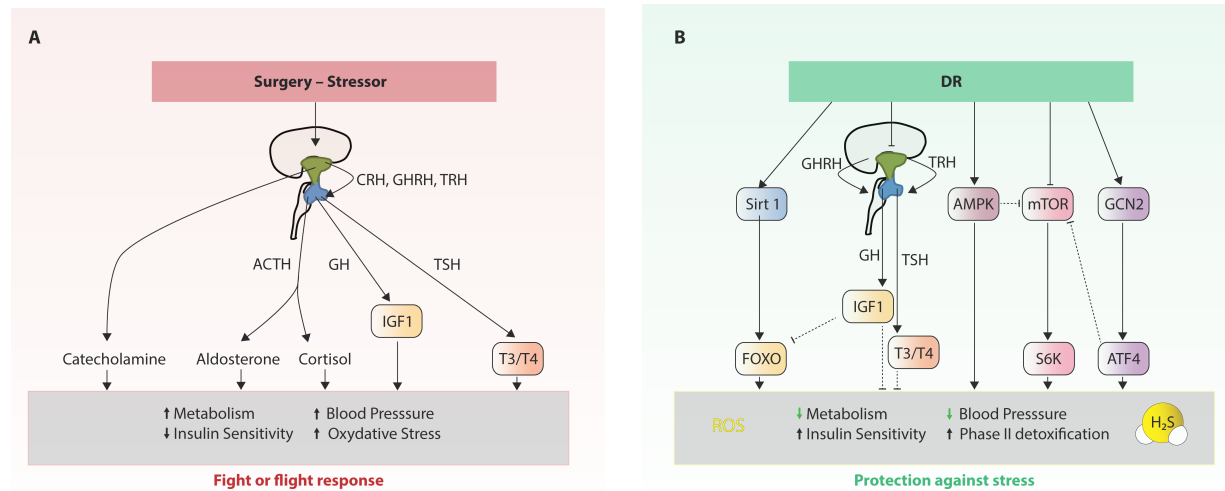 A
Surgery – Stressor
CRH, GHRH, TRH
ACTH
GH
TSH
IGF1
Catecholamine
Aldosterone
Cortisol
T3/T4
Metabolism
Insulin Sensitivity
Blood Presssure
Oxydative Stress
Fight or flight response
B
DR
GHRH
TRH
Sirt 1
AMPK
mTOR
GCN2
GH
TSH
IGF1
FOXO
T3/T4
S6K
ATF4
ROS
Metabolism
Insulin Sensitivity
Blood Presssure
Phase II detoxification
H₂S
Protection against stress